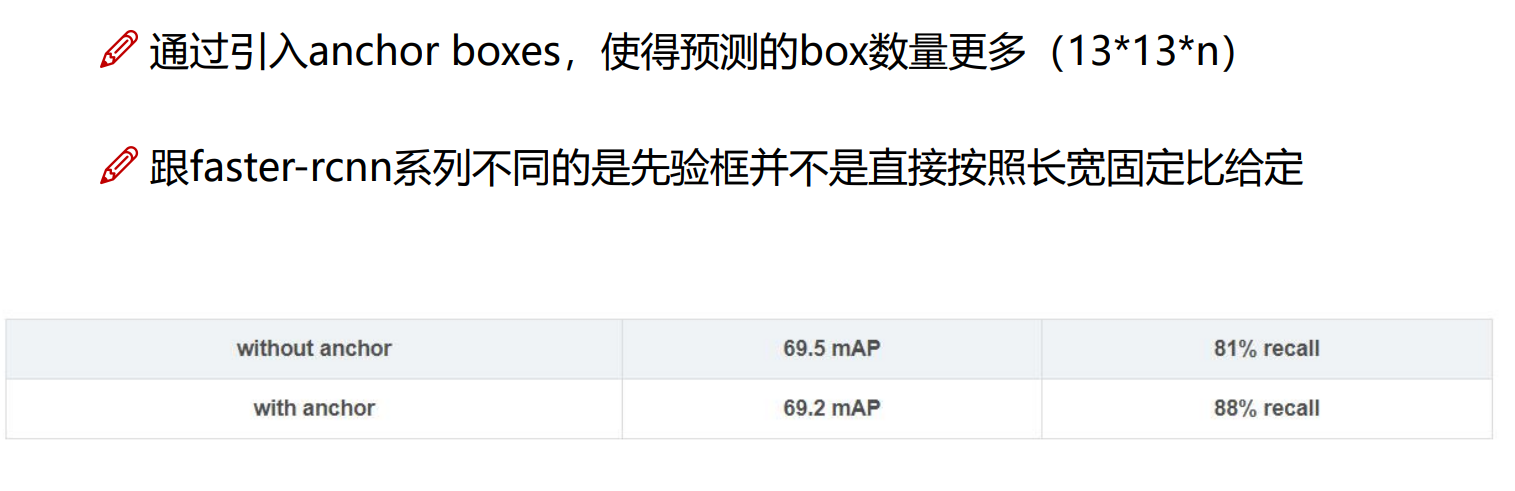 通过引入anchor boxes，使得预测的box数量更多（13*13*n）
跟faster-rcnn系列不同的是先验框并不是直接按照长宽固定比给定
without anchor 69.5 mAP 81% recall
with anchor 69.2 mAP 88% recall